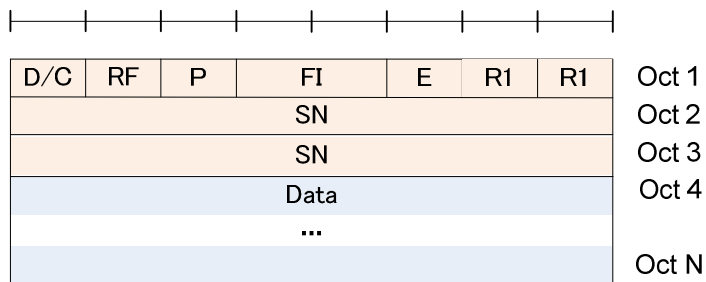 D/C RF P FI E R1 R1 Oct 1
SN Oct 2
SN Oct 3
Data Oct 4
...
Oct N